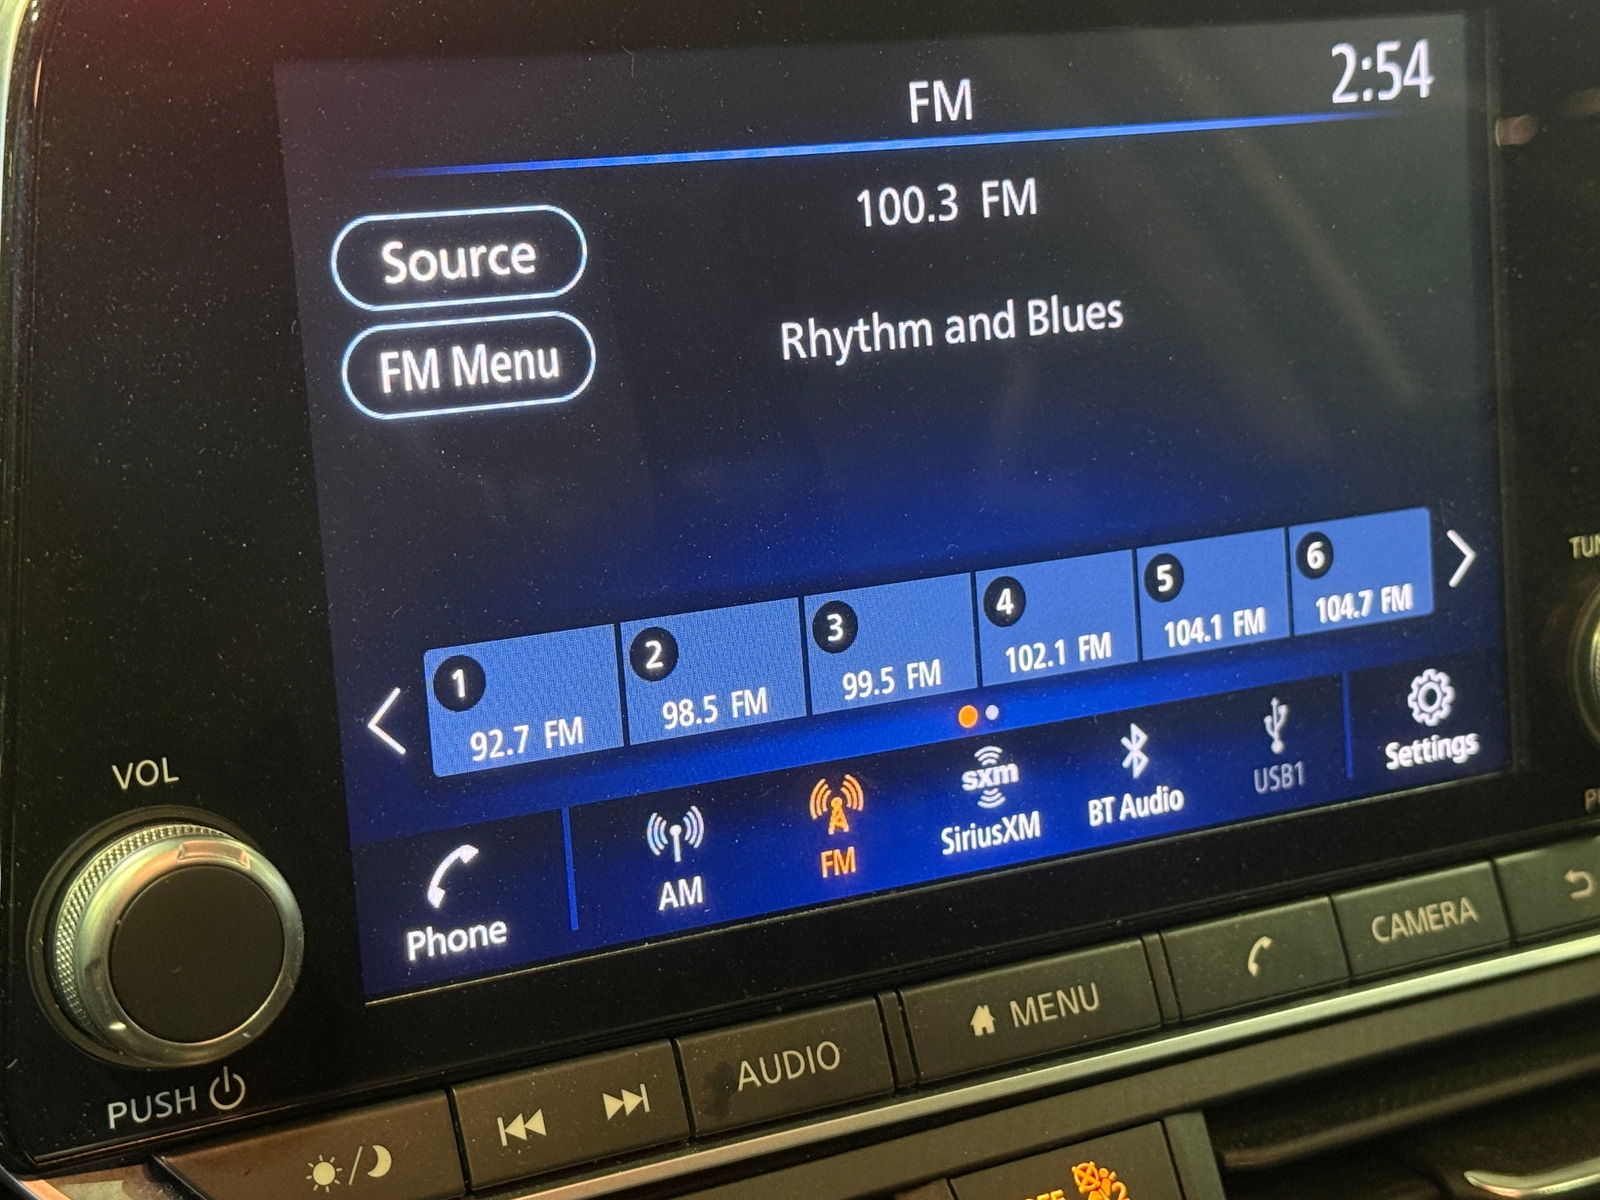 FM
2:54
100.3 FM
Source
Rhythm and Blues
FM Menu
1
92.7 FM
2
98.5 FM
3
99.5 FM
4
102.1 FM
5
104.1 FM
6
104.7 FM
Phone
AM
FM
sxm
SiriusXM
BT Audio
USB1
Settings
VOL
PUSH
AUDIO
MENU
CAMERA
2